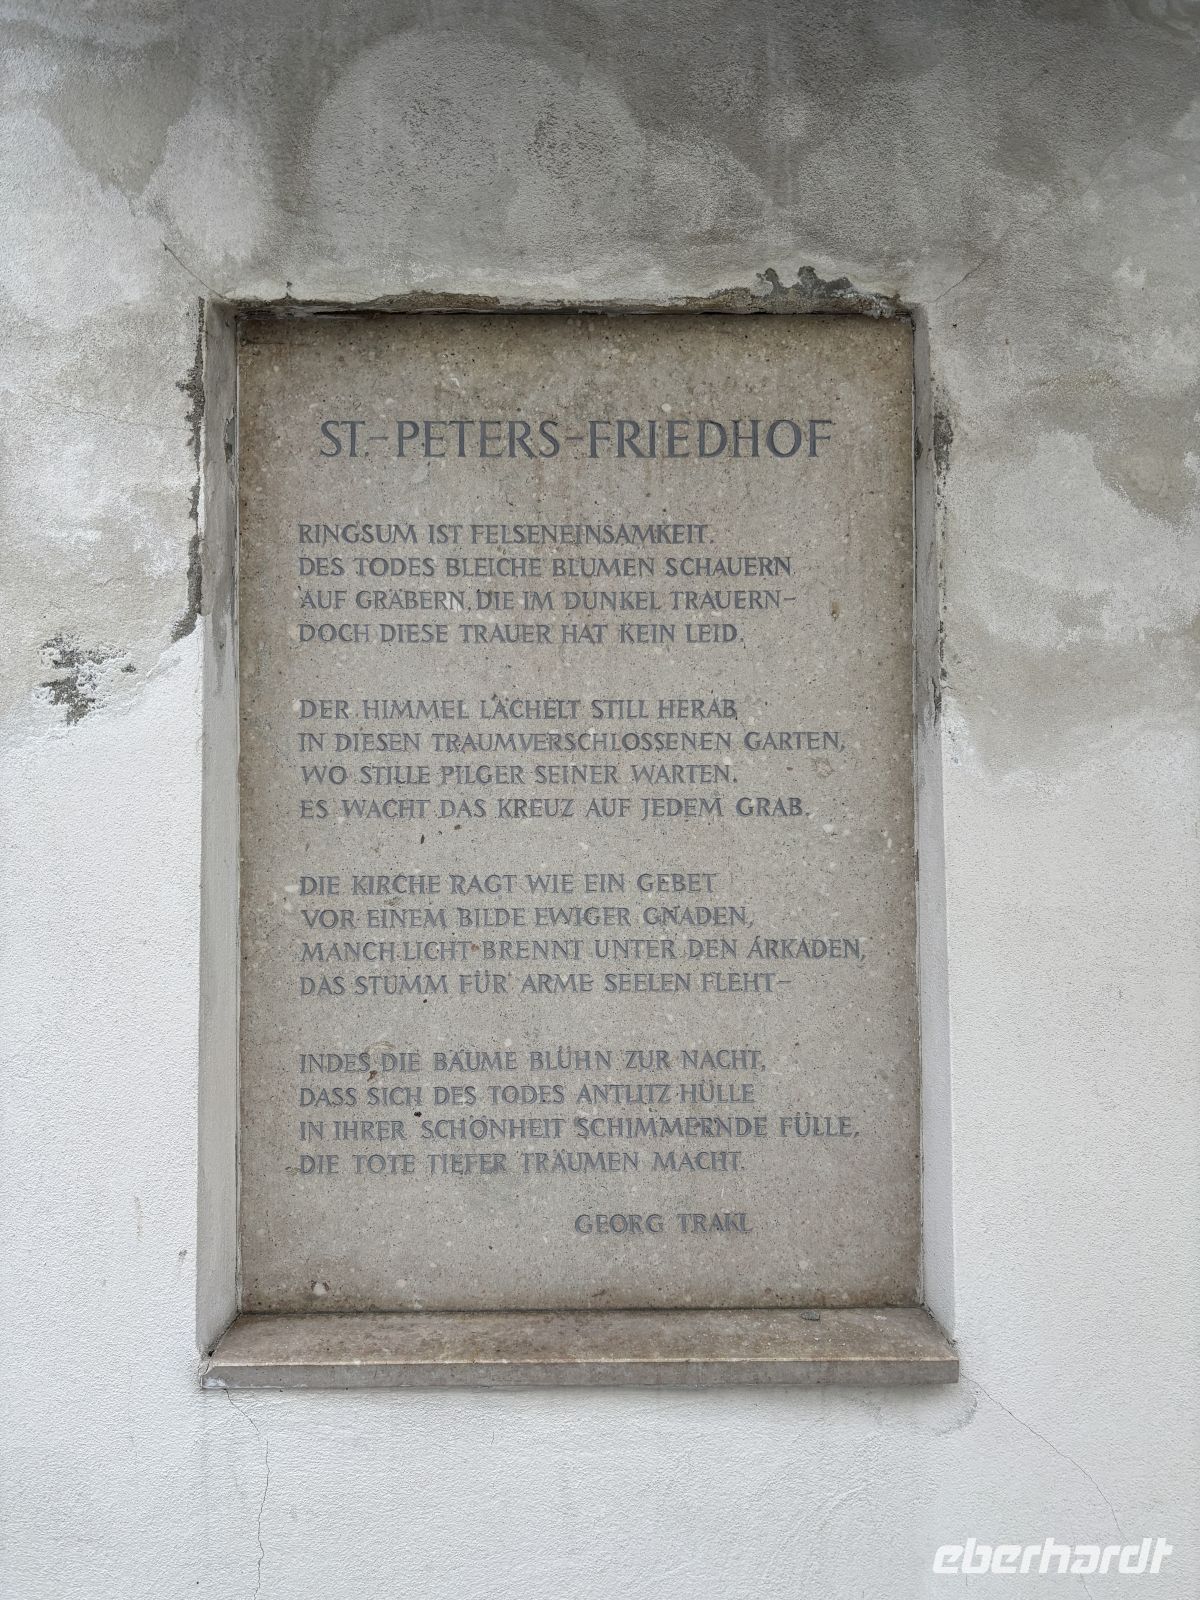 ST.-PETERS-FRIEDHOF
RINGSUM IST FELSENEINSAMKEIT.
DES TODES BLEICHE BLUMEN SCHAUERN
AUF GRÄBERN, DIE IM DUNKEL TRAUERN-
DOCH DIESE TRAUER HAT KEIN LEID.
DER HIMMEL LÄCHELT STILL HERAB
IN DIESEN TRAUMVERSCHLOSSENEN GARTEN,
WO STILLE PILGER SEINER WARTEN.
ES WACHT DAS KREUZ AUF JEDEM GRAB.
DIE KIRCHE RAGT WIE EIN GEBET
VOR EINEM BILDE EWIGER GNADEN,
MANCH LICHT BRENNT UNTER DEN ARKADEN,
DAS STUMM FÜR ARME SEELEN FLEHT-
INDES DIE BÄUME BLÜHN ZUR NACHT,
DASS SICH DES TODES ANTLITZ HÜLLE
IN IHRER SCHÖNHEIT SCHIMMERNDE FÜLLE,
DIE TOTE TIEFER TRÄUMEN MACHT.
GEORG TRAKL
eberhardt